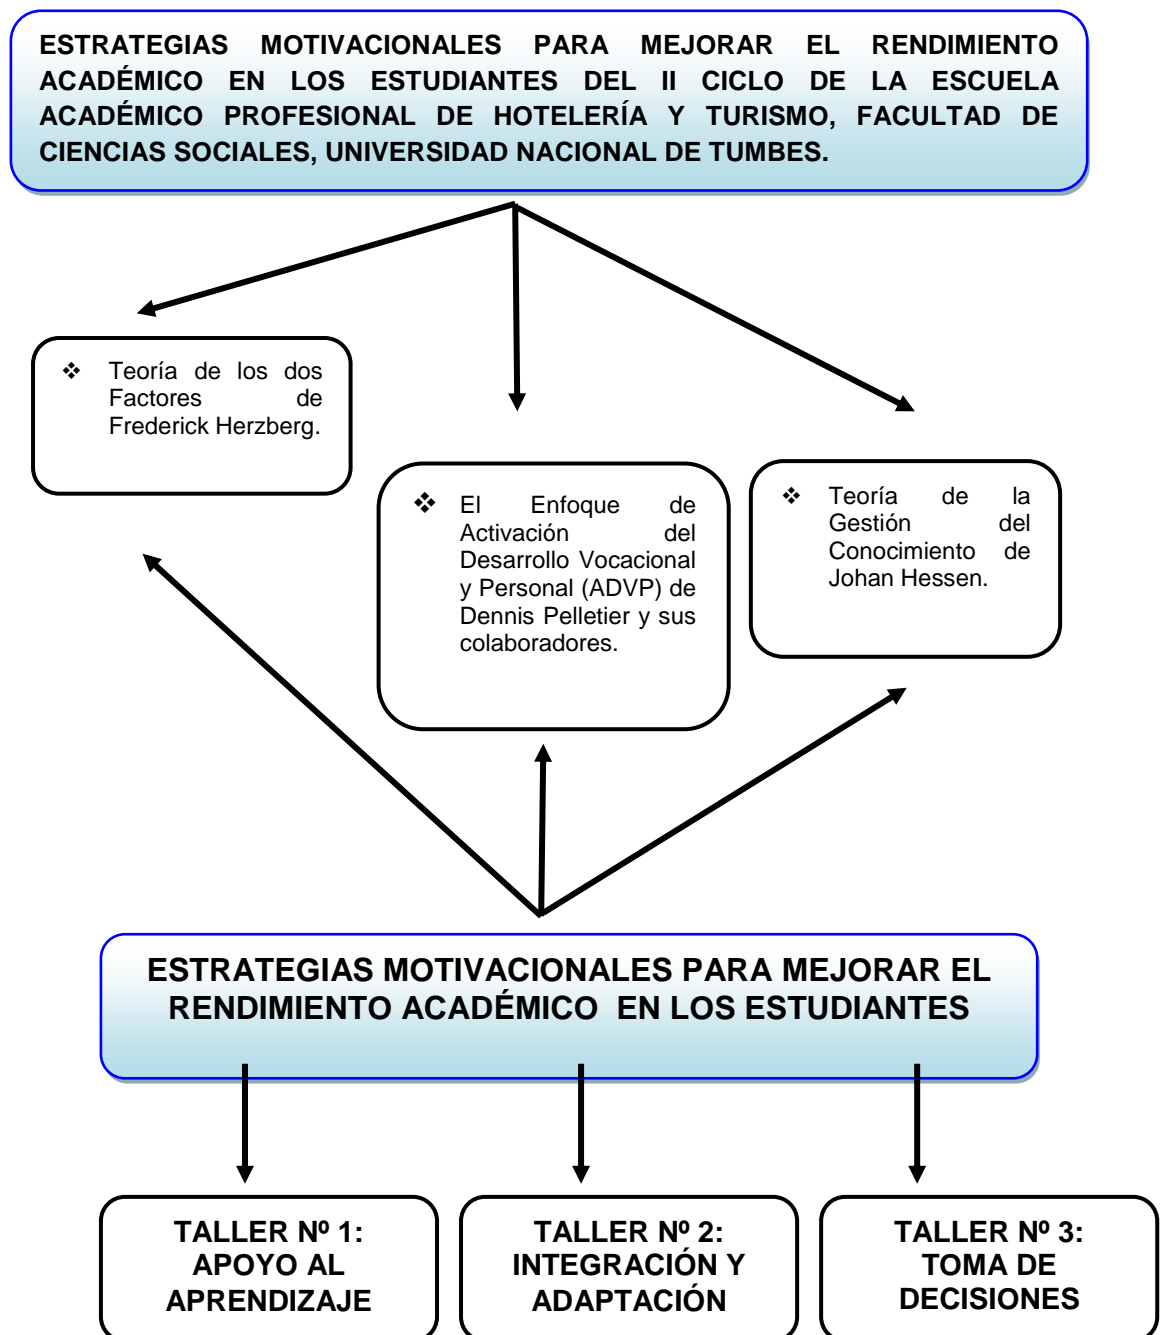 ESTRATEGIAS MOTIVACIONALES PARA MEJORAR EL RENDIMIENTO
ACADÉMICO EN LOS ESTUDIANTES DEL II CICLO DE LA ESCUELA
ACADÉMICO PROFESIONAL DE HOTELERÍA Y TURISMO, FACULTAD DE
CIENCIAS SOCIALES, UNIVERSIDAD NACIONAL DE TUMBES.
❖ Teoría de los dos
Factores de
Frederick Herzberg.
❖ El Enfoque de
Activación del
Desarrollo Vocacional
y Personal (ADVP) de
Dennis Pelletier y sus
colaboradores.
❖ Teoría de la
Gestión del
Conocimiento de
Johan Hessen.
ESTRATEGIAS MOTIVACIONALES PARA MEJORAR EL
RENDIMIENTO ACADÉMICO EN LOS ESTUDIANTES
TALLER Nº 1:
APOYO AL
APRENDIZAJE
TALLER Nº 2:
INTEGRACIÓN Y
ADAPTACIÓN
TALLER Nº 3:
TOMA DE
DECISIONES